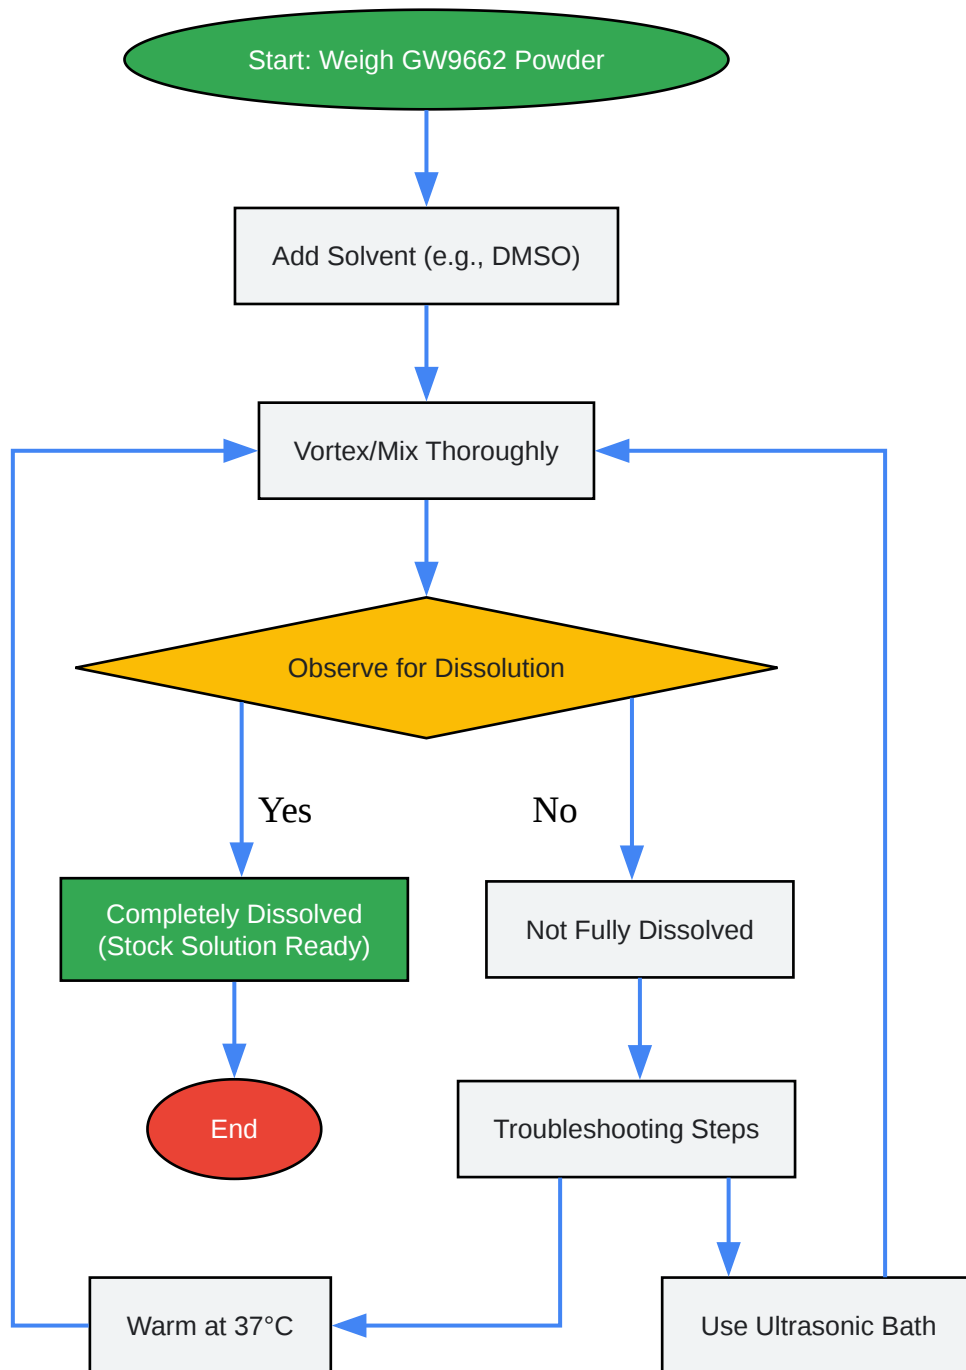 Start: Weigh GW9662 Powder
Add Solvent (e.g., DMSO)
Vortex/Mix Thoroughly
Observe for Dissolution
Yes
No
Completely Dissolved
(Stock Solution Ready)
Not Fully Dissolved
End
Troubleshooting Steps
Warm at 37°C
Use Ultrasonic Bath